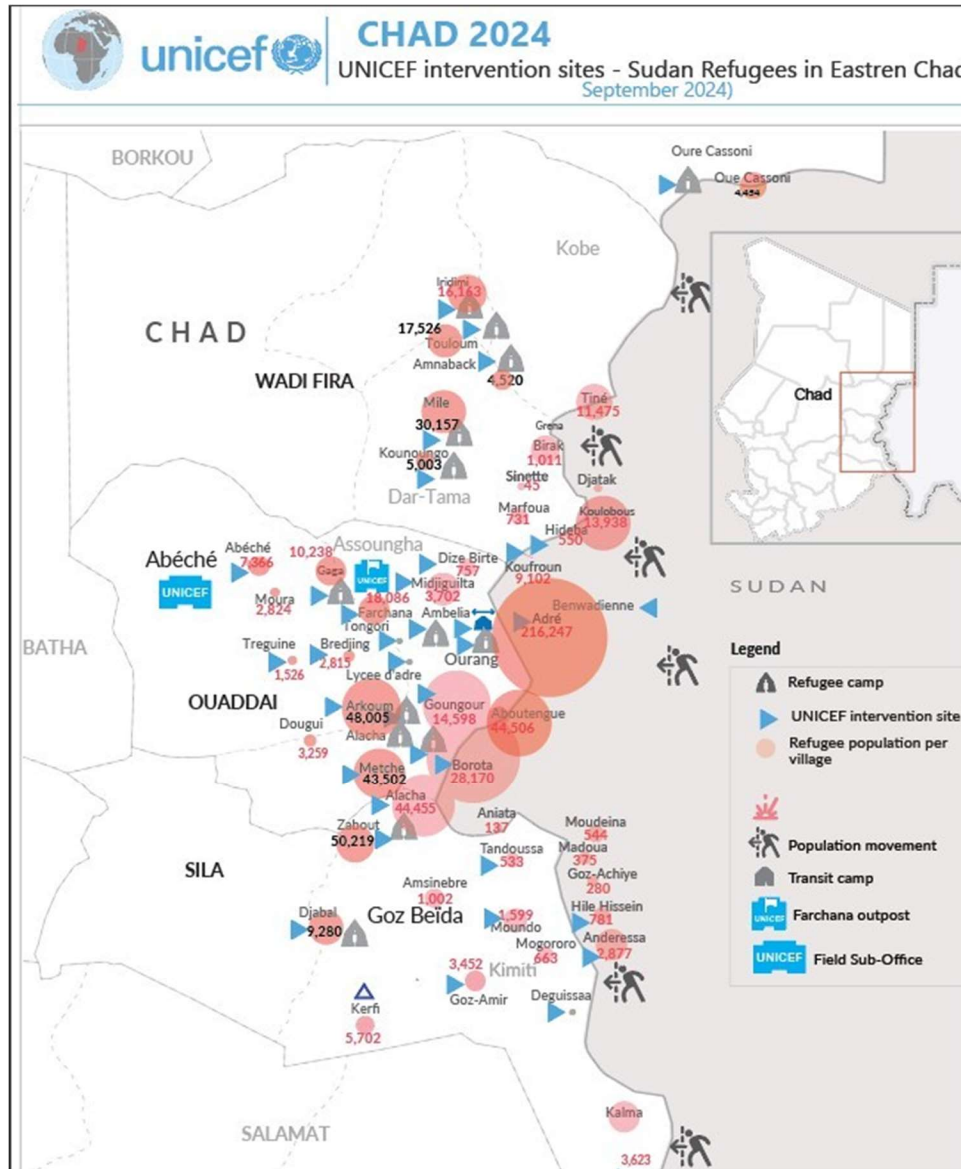 unicef
CHAD 2024
UNICEF intervention sites - Sudan Refugees in Eastren Chad
September 2024)
BORKOU
Oure Cassoni
Oue Cassoni
4,454
Kobe
Iridimi
16,163
CHAD
17,526
Touloum
Amnaback
4,520
WADI FIRA
Chad
Mile
30,157
Tiné
11,475
Grena
Birak
1,011
Kounoungo
5,003
Sinette
45
Djatak
Dar-Tama
Marfoua
731
Koulobous
13,938
Hideba
550
Assoungha
Abéché
UNICEF
Abéché
7,366
10,238
Gaga
UNICEF
Dize Birte
757
Koufroun
9,102
Midjiguilta
3,702
SUDAN
Moura
2,824
18,086
Farchana
Ambelia
Adré
216,247
Benwadienne
BATHA
Tongori
Treguine
1,526
Bredjing
2,815
Ourang
Lycee d'adre
OUADDAI
Arkoum
48,005
Goungour
14,598
Aboutengue
44,506
Dougui
3,259
Alacha
Metche
43,502
Borota
28,170
Alacha
44,455
Zabout
50,219
Aniata
137
Moudeina
544
Madoua
375
SILA
Tandoussa
533
Goz-Achiye
280
Amsinebre
1,002
Djabal
9,280
Goz Beïda
1,599
Moundo
Hile Hissein
781
Mogororo
663
Anderessa
2,877
3,452
Kimiti
Goz-Amir
Deguissaa
Kerfi
5,702
SALAMAT
Kalma
3,623
Legend
Refugee camp
UNICEF intervention site
Refugee population per
village
Population movement
Transit camp
UNICEF
Farchana outpost
UNICEF
Field Sub-Office